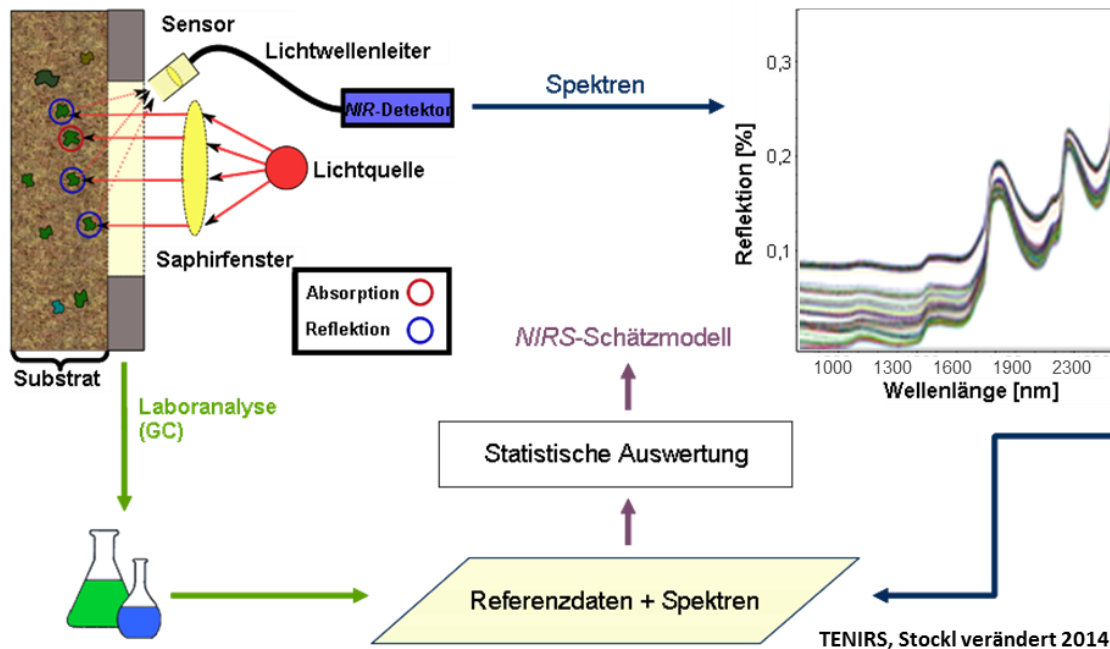 Sensor
Lichtwellenleiter
NIR-Detektor
Lichtquelle
Saphirfenster
Absorption
Reflektion
Substrat
Spektren
Reflektion [%]
0,3
0,2
0,1
1000 1300 1600 1900 2300
Wellenlänge [nm]
Laboranalyse
(GC)
NIRS-Schätzmodell
Statistische Auswertung
Referenzdaten + Spektren
TENIRS, Stockl verändert 2014